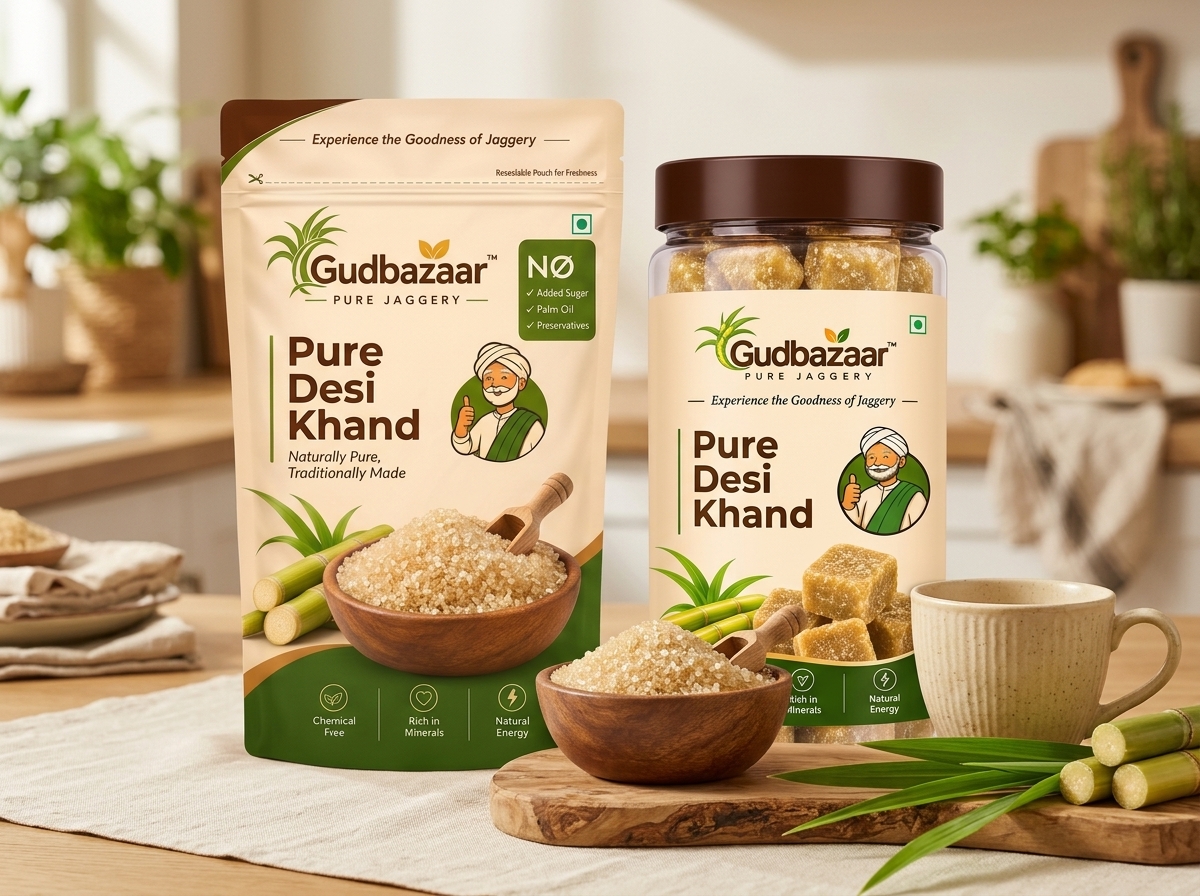 Experience the Goodness of Jaggery
Resealable Pouch for Freshness
Gudbazaar™
PURE JAGGERY
NØ
✓ Added Sugar
✓ Palm Oil
✓ Preservatives
Pure
Desi
Khand
Naturally Pure,
Traditionally Made
Chemical
Free
Rich in
Minerals
Natural
Energy
Gudbazaar™
PURE JAGGERY
Experience the Goodness of Jaggery
Pure
Desi
Khand
in
Minerals
Natural
Energy